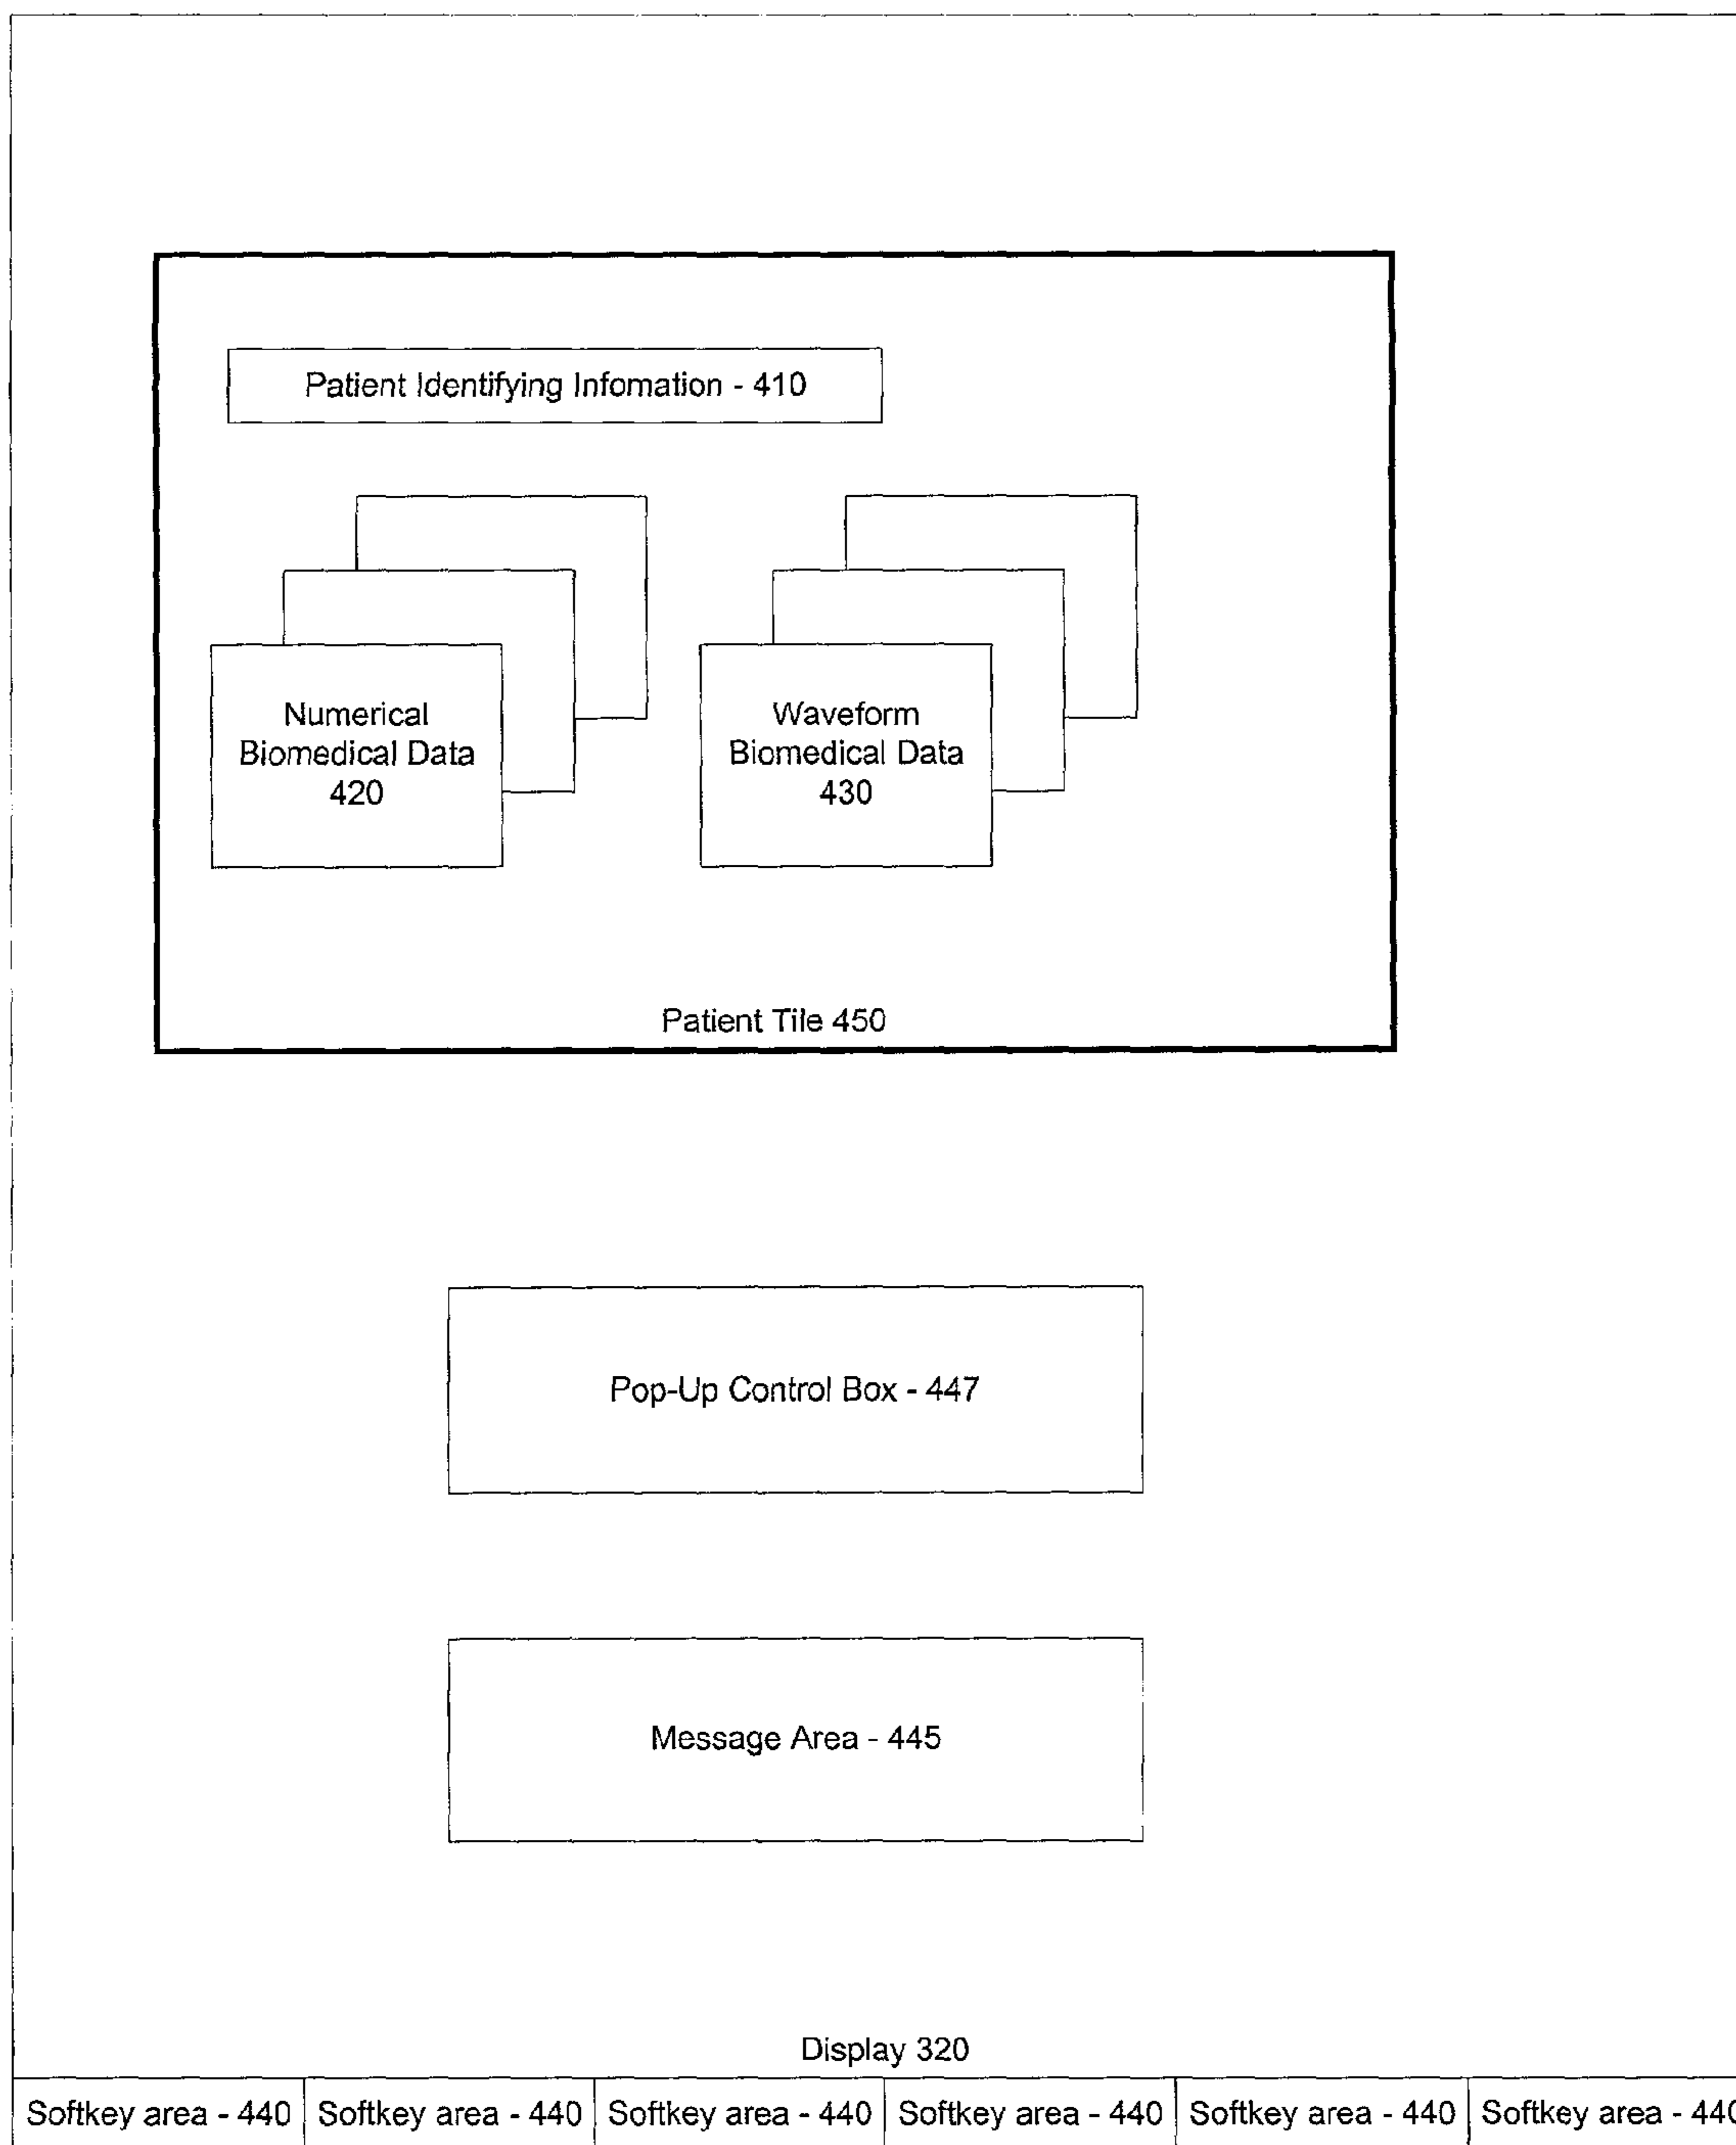 Patient Identifying Infomation - 410
Numerical
Biomedical Data
420
Waveform
Biomedical Data
430
Patient Tile 450
Pop-Up Control Box - 447
Message Area - 445
Display 320
Softkey area - 440
Softkey area - 440
Softkey area - 440
Softkey area - 440
Softkey area - 440
Softkey area - 440